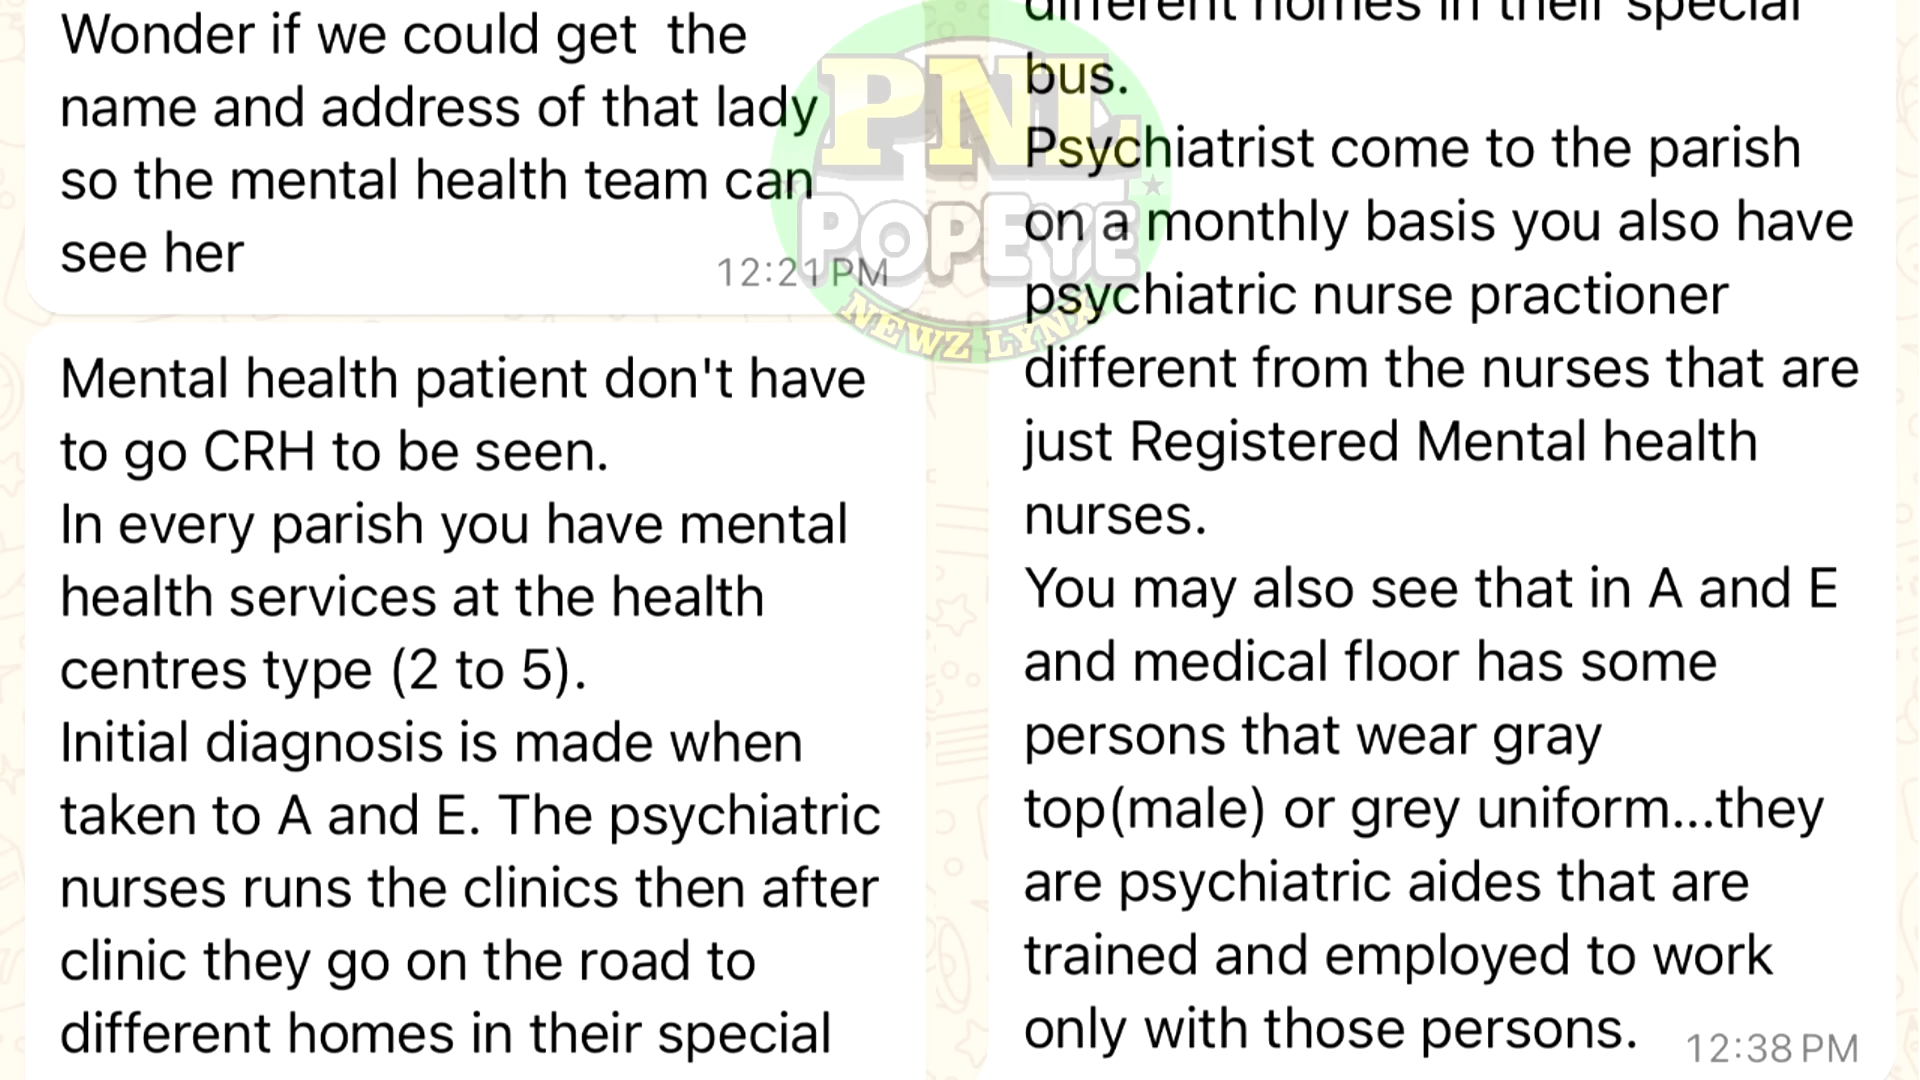 Wonder if we could get  the
name and address of that lady
so the mental health team can
see her
12:21 PM
Mental health patient don't have
to go CRH to be seen.
In every parish you have mental
health services at the health
centres type (2 to 5).
Initial diagnosis is made when
taken to A and E. The psychiatric
nurses runs the clinics then after
clinic they go on the road to
different homes in their special
different homes in their special
bus.
Psychiatrist come to the parish
on a monthly basis you also have
psychiatric nurse practioner
different from the nurses that are
just Registered Mental health
nurses.
You may also see that in A and E
and medical floor has some
persons that wear gray
top(male) or grey uniform...they
are psychiatric aides that are
trained and employed to work
only with those persons.
12:38 PM
PNL
POPEYE
NEWZ LYNX